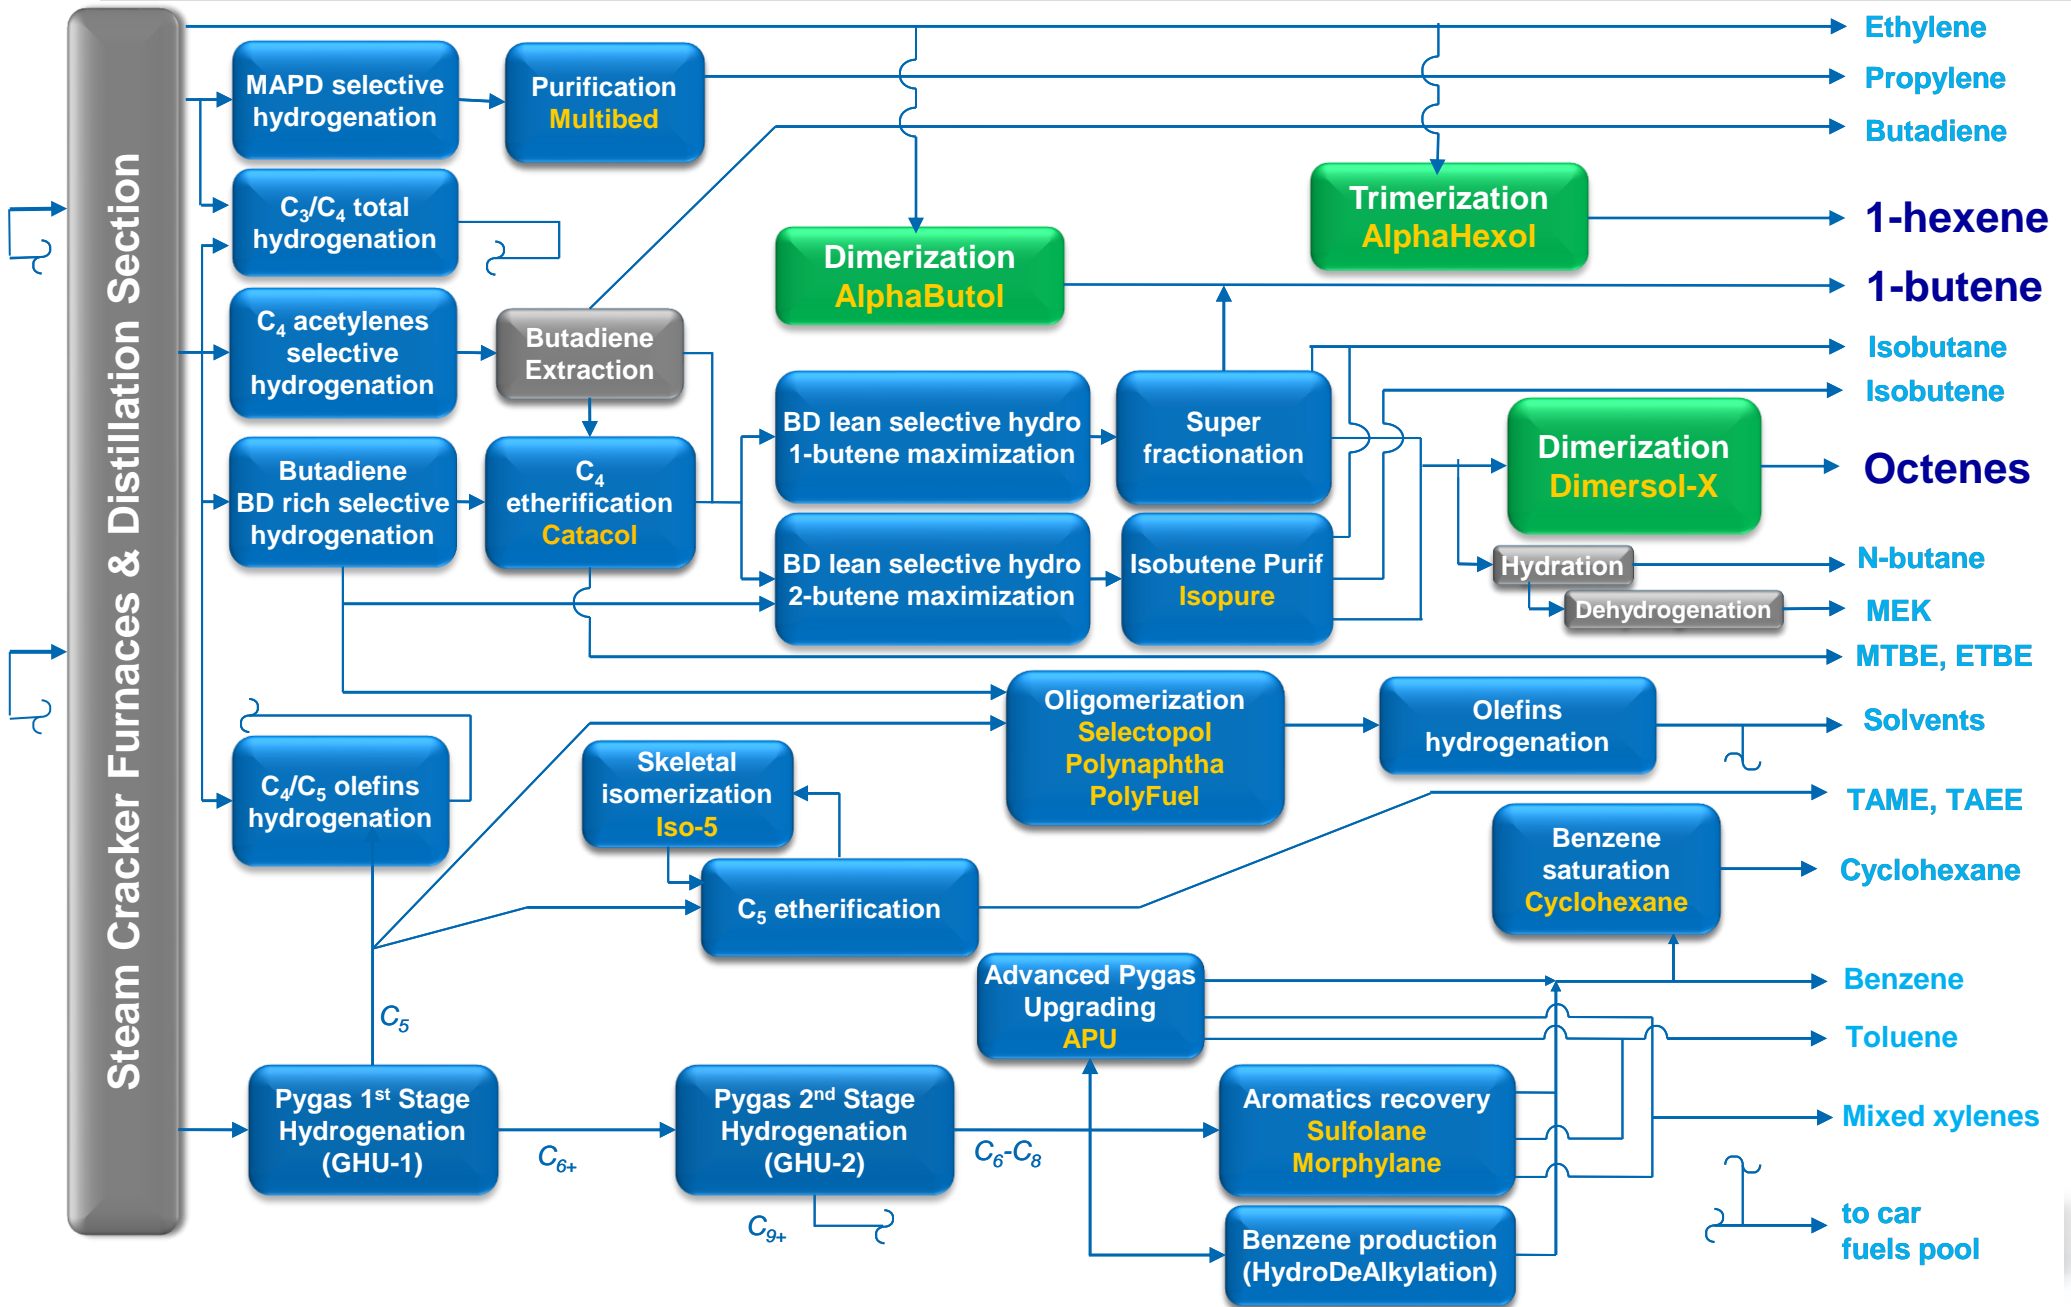 Steam Cracker Furnaces & Distillation Section
MAPD selective
hydrogenation
Purification
Multibed
C₃/C₄ total
hydrogenation
C₄ acetylenes
selective
hydrogenation
Butadiene
Extraction
Butadiene
BD rich selective
hydrogenation
C₄
etherification
Catacol
Dimerization
AlphaButol
Trimerization
AlphaHexol
BD lean selective hydro
1-butene maximization
Super
fractionation
BD lean selective hydro
2-butene maximization
Isobutene Purif
Isopure
Dimerization
Dimersol-X
Hydration
Dehydrogenation
Oligomerization
Selectopol
Polynaphtha
PolyFuel
Olefins
hydrogenation
C₄/C₅ olefins
hydrogenation
Skeletal
isomerization
Iso-5
C₅ etherification
Benzene
saturation
Cyclohexane
Advanced Pygas
Upgrading
APU
C₅
Pygas 1ˢᵗ Stage
Hydrogenation
(GHU-1)
C₆₊
Pygas 2ⁿᵈ Stage
Hydrogenation
(GHU-2)
C₆-C₈
C₉₊
Aromatics recovery
Sulfolane
Morphylane
Benzene production
(HydroDeAlkylation)
Ethylene
Propylene
Butadiene
1-hexene
1-butene
Isobutane
Isobutene
Octenes
N-butane
MEK
MTBE, ETBE
Solvents
TAME, TAEE
Cyclohexane
Benzene
Toluene
Mixed xylenes
to car
fuels pool